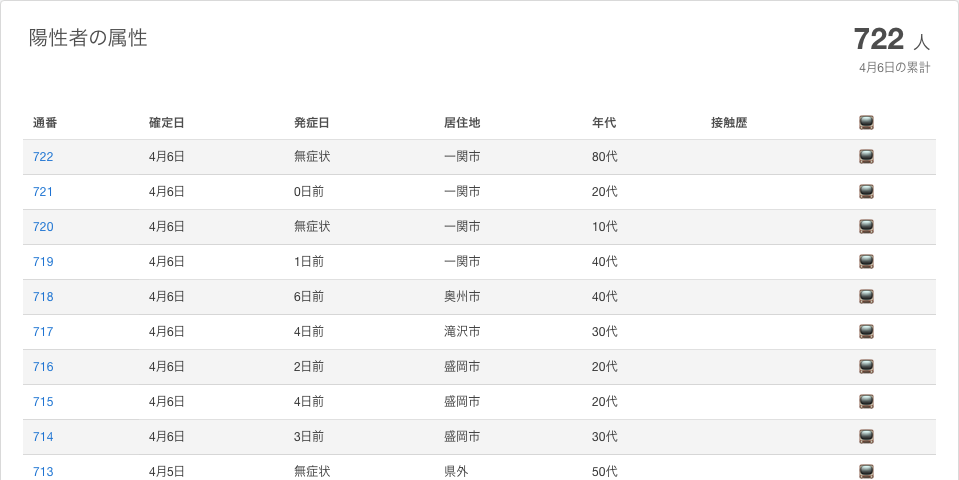 陽性者の属性
722 人
4月6日の累計
通番 確定日 発症日 居住地 年代 接触歴
722 4月6日 無症状 一関市 80代
721 4月6日 0日前 一関市 20代
720 4月6日 無症状 一関市 10代
719 4月6日 1日前 一関市 40代
718 4月6日 6日前 奥州市 40代
717 4月6日 4日前 滝沢市 30代
716 4月6日 2日前 盛岡市 20代
715 4月6日 4日前 盛岡市 20代
714 4月6日 3日前 盛岡市 30代
713 4月5日 無症状 県外 50代